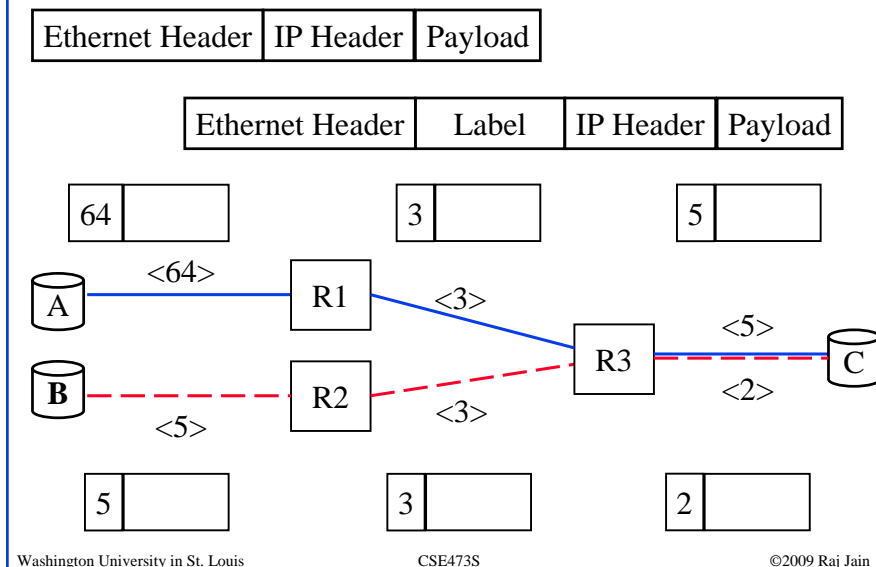 Ethernet Header IP Header Payload
Ethernet Header Label IP Header Payload
64 3 5
<64>
<3>
<5>
A R1 R3 C
B R2
<5>
<3>
<2>
5 3 2
Washington University in St. Louis CSE473S ©2009 Raj Jain